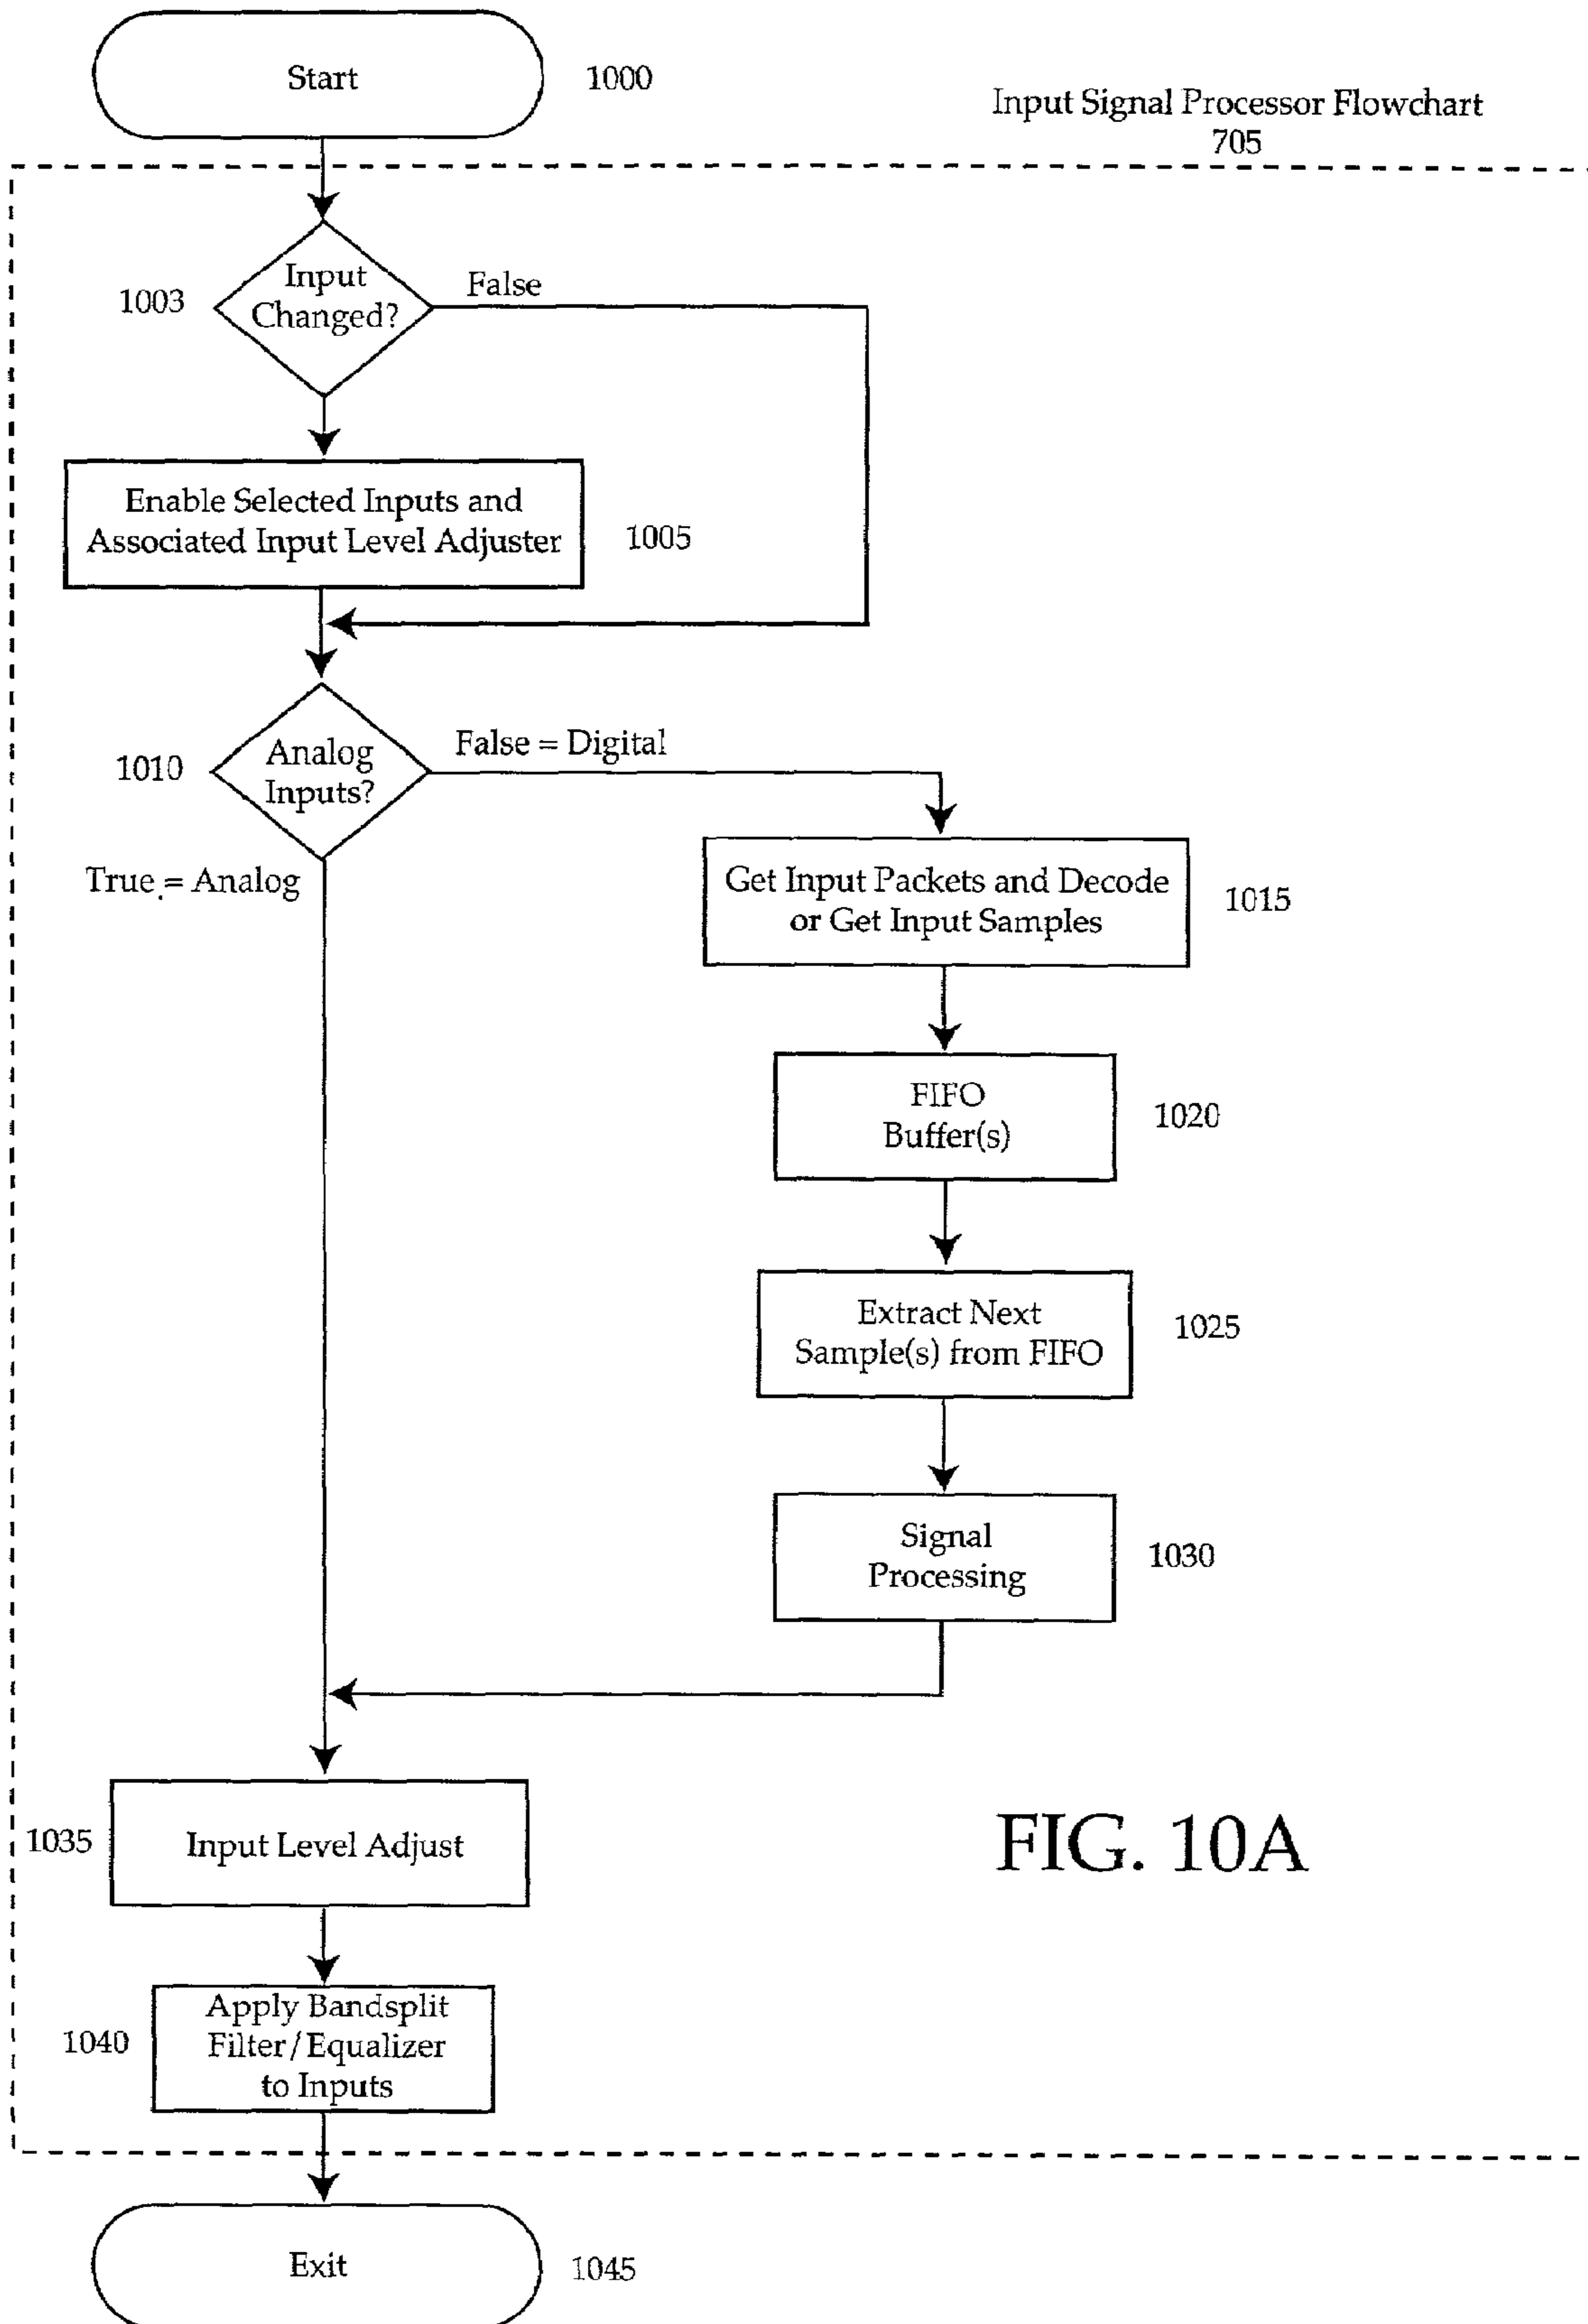 Start
1000
Input Signal Processor Flowchart
705
Input
Changed?
1003
False
Enable Selected Inputs and
Associated Input Level Adjuster
1005
Analog
Inputs?
1010
False = Digital
True = Analog
Get Input Packets and Decode
or Get Input Samples
1015
FIFO
Buffer(s)
1020
Extract Next
Sample(s) from FIFO
1025
Signal
Processing
1030
1035
Input Level Adjust
FIG. 10A
1040
Apply Bandsplit
Filter/Equalizer
to Inputs
Exit
1045